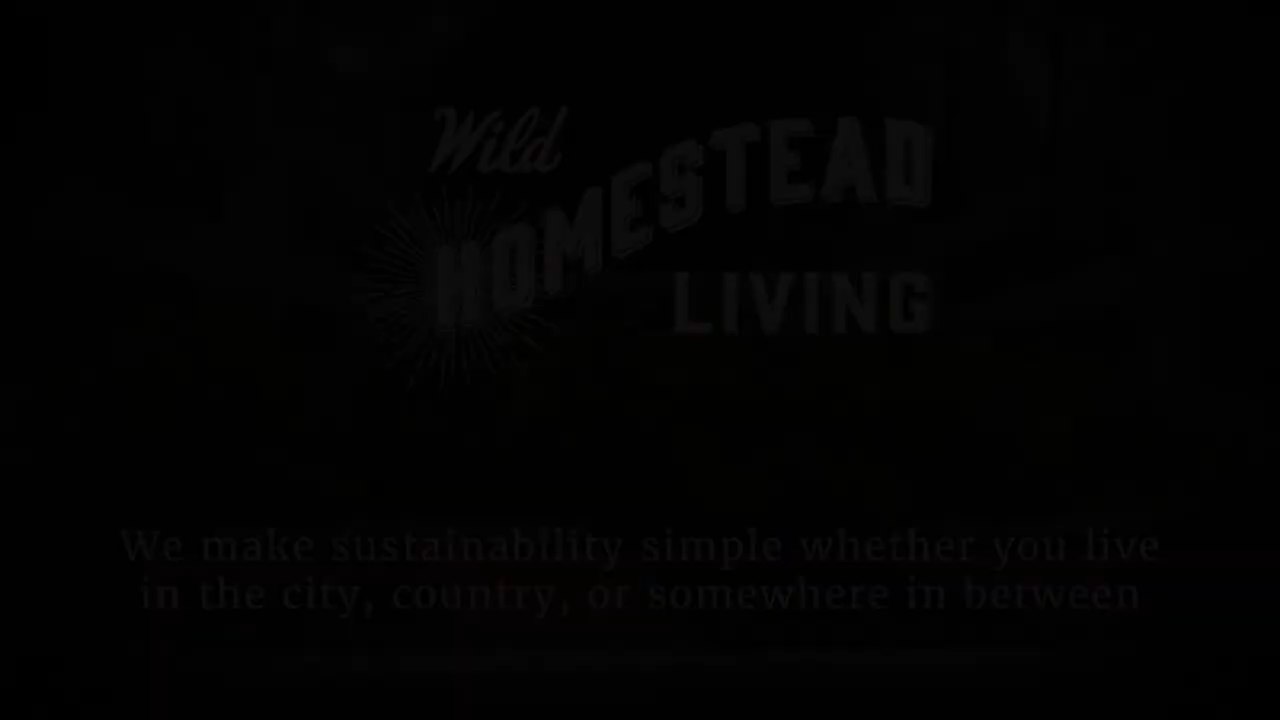 Wild
HOMESTEAD
LIVING
We make sustainability simple whether you live
in the city, country, or somewhere in between